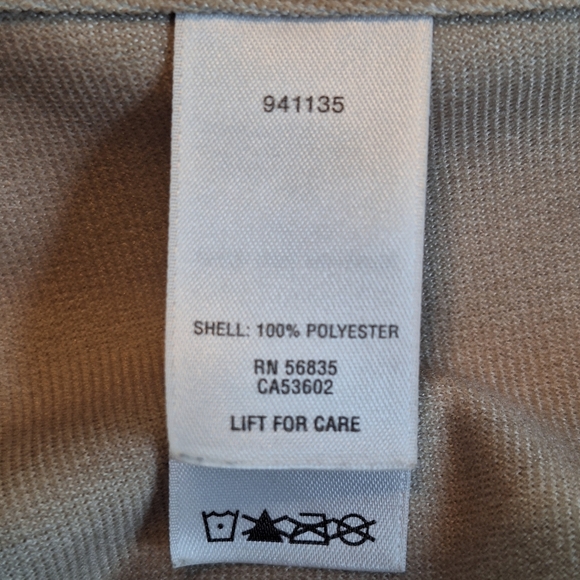 941135
SHELL: 100% POLYESTER
RN 56835
CA53602
LIFT FOR CARE